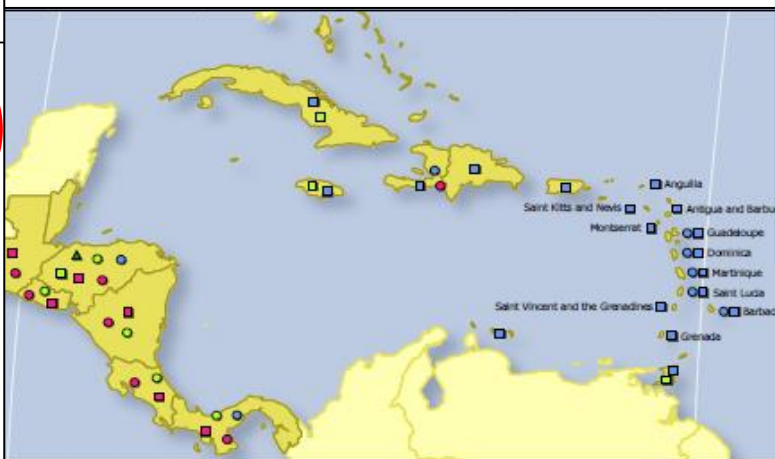 Anguilla
Saint Kitts and Nevis
Antigua and Barbu
Montserrat
Guadeloupe
Dominica
Martinique
Saint Lucia
Saint Vincent and the Grenadines
Barbad
Grenada